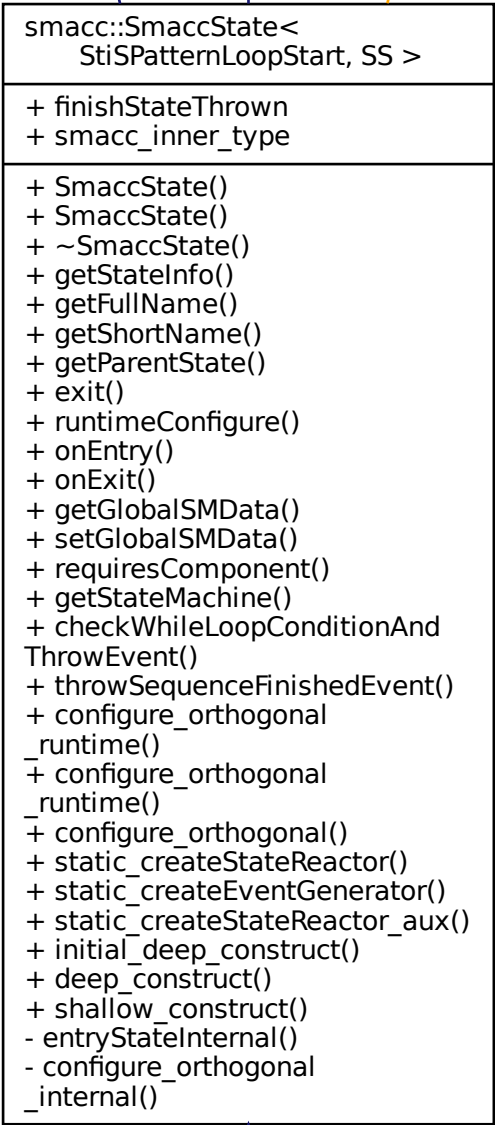 smacc::SmaccState<
StiSPatternLoopStart, SS >
+ finishStateThrown
+ smacc_inner_type
+ SmaccState()
+ SmaccState()
+ ~SmaccState()
+ getStateInfo()
+ getFullName()
+ getShortName()
+ getParentState()
+ exit()
+ runtimeConfigure()
+ onEntry()
+ onExit()
+ getGlobalSMData()
+ setGlobalSMData()
+ requiresComponent()
+ getStateMachine()
+ checkWhileLoopConditionAnd
ThrowEvent()
+ throwSequenceFinishedEvent()
+ configure_orthogonal
_runtime()
+ configure_orthogonal
_runtime()
+ configure_orthogonal()
+ static_createStateReactor()
+ static_createEventGenerator()
+ static_createStateReactor_aux()
+ initial_deep_construct()
+ deep_construct()
+ shallow_construct()
- entryStateInternal()
- configure_orthogonal
_internal()